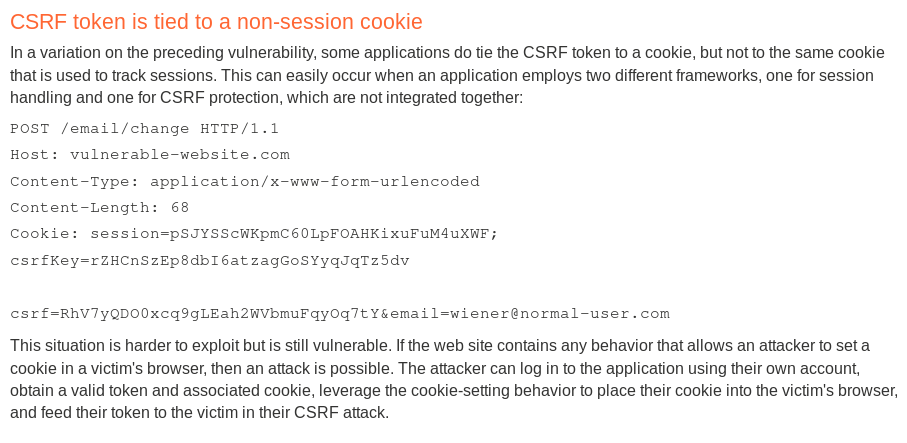 CSRF token is tied to a non-session cookie
In a variation on the preceding vulnerability, some applications do tie the CSRF token to a cookie, but not to the same cookie
that is used to track sessions. This can easily occur when an application employs two different frameworks, one for session
handling and one for CSRF protection, which are not integrated together:
POST /email/change HTTP/1.1
Host: vulnerable-website.com
Content-Type: application/x-www-form-urlencoded
Content-Length: 68
Cookie: session=pSJYSScWKpmC60LpFOAHKixuFuM4uXWF;
csrfKey=rZHCnSzEp8dbI6atzagGoSYyqJqTz5dv
csrf=RhV7yQDO0xcq9gLEah2WVbmuFqyOq7tY&email=wiener@normal-user.com
This situation is harder to exploit but is still vulnerable. If the web site contains any behavior that allows an attacker to set a
cookie in a victim's browser, then an attack is possible. The attacker can log in to the application using their own account,
obtain a valid token and associated cookie, leverage the cookie-setting behavior to place their cookie into the victim's browser,
and feed their token to the victim in their CSRF attack.